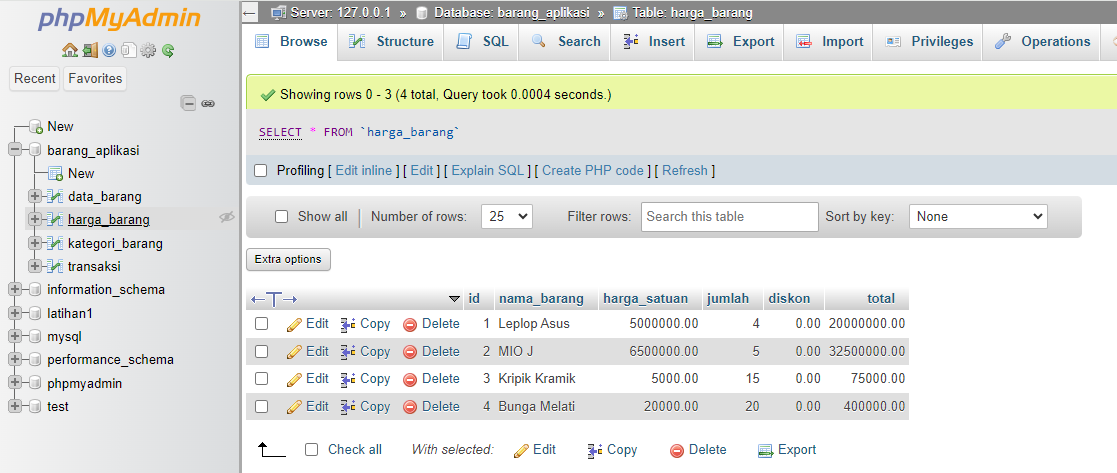 phpMyAdmin
Recent Favorites
New
barang_aplikasi
New
data_barang
harga_barang
kategori_barang
transaksi
information_schema
latihan1
mysql
performance_schema
phpmyadmin
test
Server: 127.0.0.1 » Database: barang_aplikasi » Table: harga_barang
Browse Structure SQL Search Insert Export Import Privileges Operations
Showing rows 0 - 3 (4 total, Query took 0.0004 seconds.)
SELECT * FROM `harga_barang`
Profiling [ Edit inline ] [ Edit ] [ Explain SQL ] [ Create PHP code ] [ Refresh ]
Show all | Number of rows: 25 Filter rows: Search this table Sort by key: None
Extra options
←T→ id nama_barang harga_satuan jumlah diskon total
Edit Copy Delete 1 Leplop Asus 5000000.00 4 0.00 20000000.00
Edit Copy Delete 2 MIO J 6500000.00 5 0.00 32500000.00
Edit Copy Delete 3 Kripik Kramik 5000.00 15 0.00 75000.00
Edit Copy Delete 4 Bunga Melati 20000.00 20 0.00 400000.00
Check all With selected: Edit Copy Delete Export